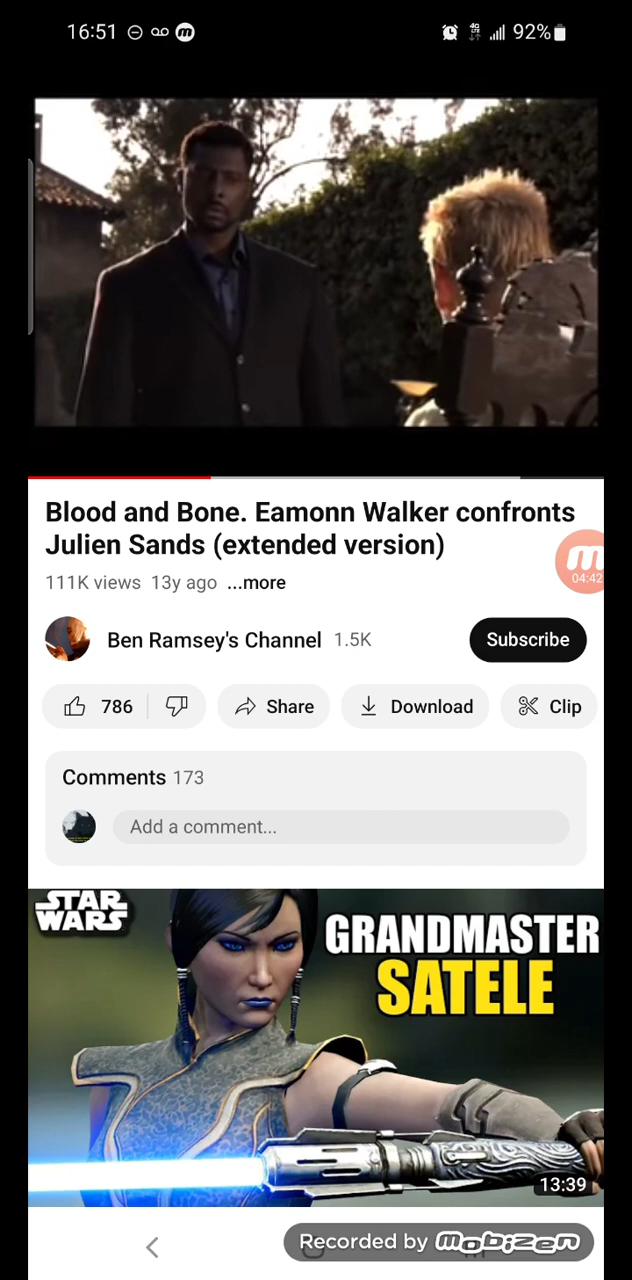 16:51
4G
LTE
92%
Blood and Bone. Eamonn Walker confronts
Julien Sands (extended version)
111K views 13y ago ...more
04:42
Ben Ramsey's Channel 1.5K
Subscribe
786
Share
Download
Clip
Comments 173
Add a comment...
STAR
WARS
GRANDMASTER
SATELE
13:39
Recorded by mobizen